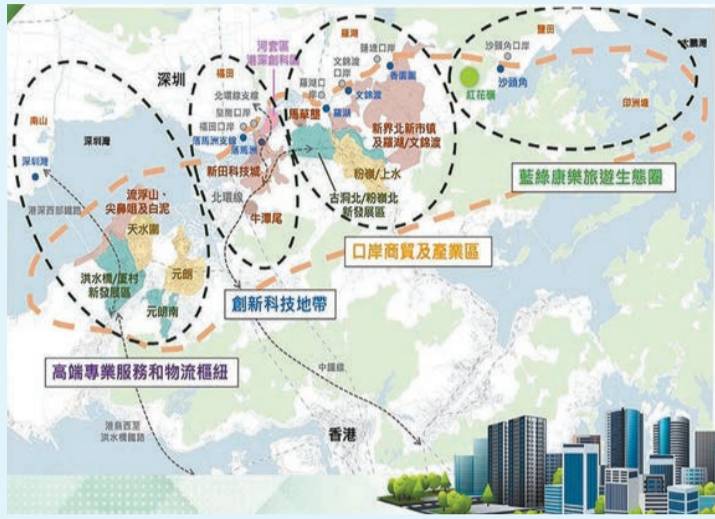 羅湖
鹽田
河套區
港深創科園
蓮塘口岸
沙頭角口岸
文錦渡
口岸
大鵬灣
深圳
福田
香園圍
羅湖口
岸
沙頭角
北環線支線
文錦渡
紅花嶺
皇崗口岸
馬草壟
羅湖
印洲塘
南山
福田口岸
新界北新市鎮
及羅湖/文錦渡
深圳灣
落馬洲支線
落馬洲
深圳灣
新田科技城
粉嶺/上水
藍綠康樂旅遊生態圈
流浮山、
尖鼻咀及白泥
北環線
古洞北/粉嶺北
新發展區
港深西部鐵路
牛潭尾
天水圍
口岸商貿及產業區
洪水橋/厦村
新發展區
元朗
創新科技地帶
元朗南
高端專業服務和物流樞紐
中鐵線
港島西至
洪水橋鐵路
香港